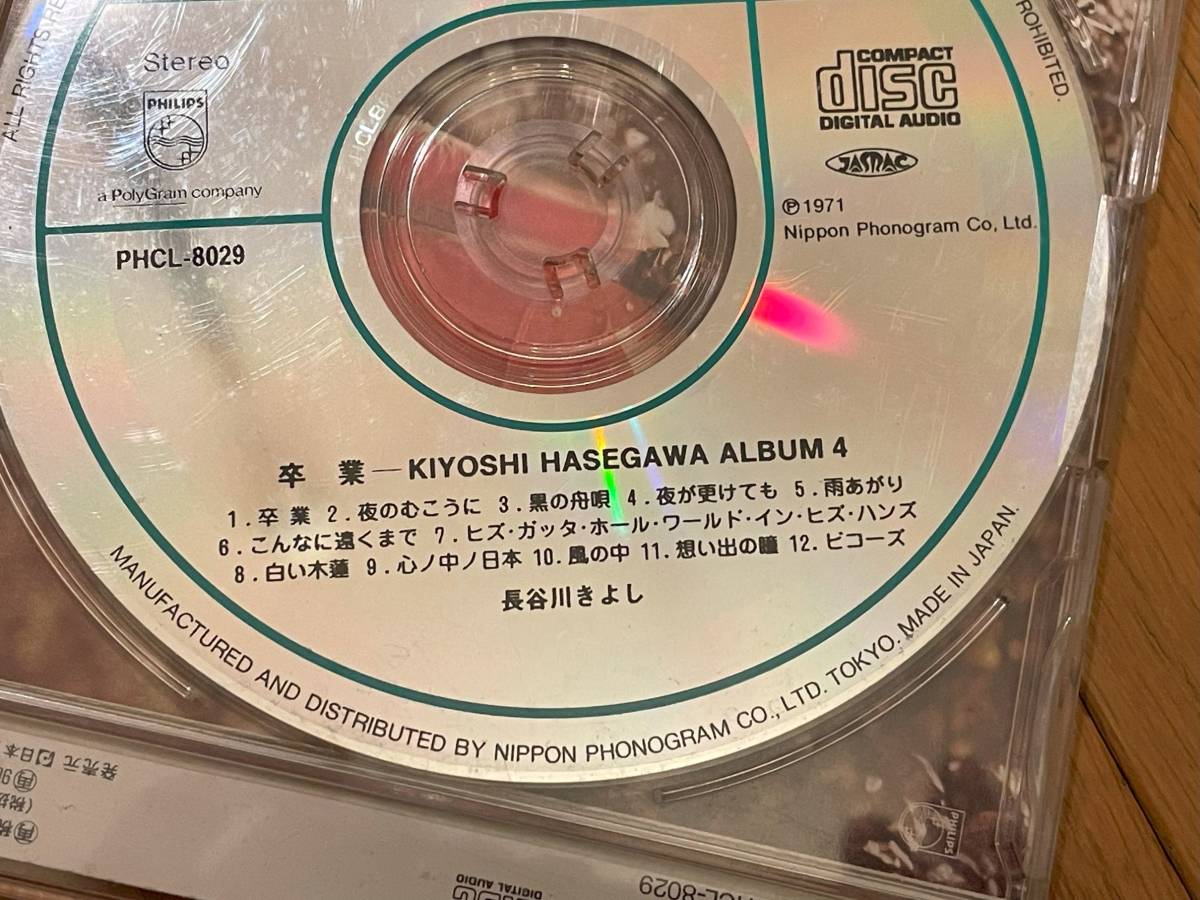 ALL RIGHTS
PROHIBITED.
Stereo
PHILIPS
a PolyGram company
PHCL-8029
COMPACT
disc
DIGITAL AUDIO
JASRAC
Ⓟ1971
Nippon Phonogram Co, Ltd.
卒 業—KIYOSHI HASEGAWA ALBUM 4
1.卒 業 2.夜のむこうに 3.黒の舟唄 4.夜が更けても 5.雨あがり
6.こんなに遠くまで 7.ヒズ・ガッタ・ホール・ワールド・イン・ヒズ・ハンズ
8.白い木蓮 9.心ノ中ノ日本 10.風の中 11.想い出の瞳 12.ビコーズ
長谷川きよし
MANUFACTURED AND DISTRIBUTED BY NIPPON PHONOGRAM CO., LTD. TOKYO. MADE IN JAPAN.
発売元 日本
PHILIPS
DIGITAL AUDIO
HCL-8029